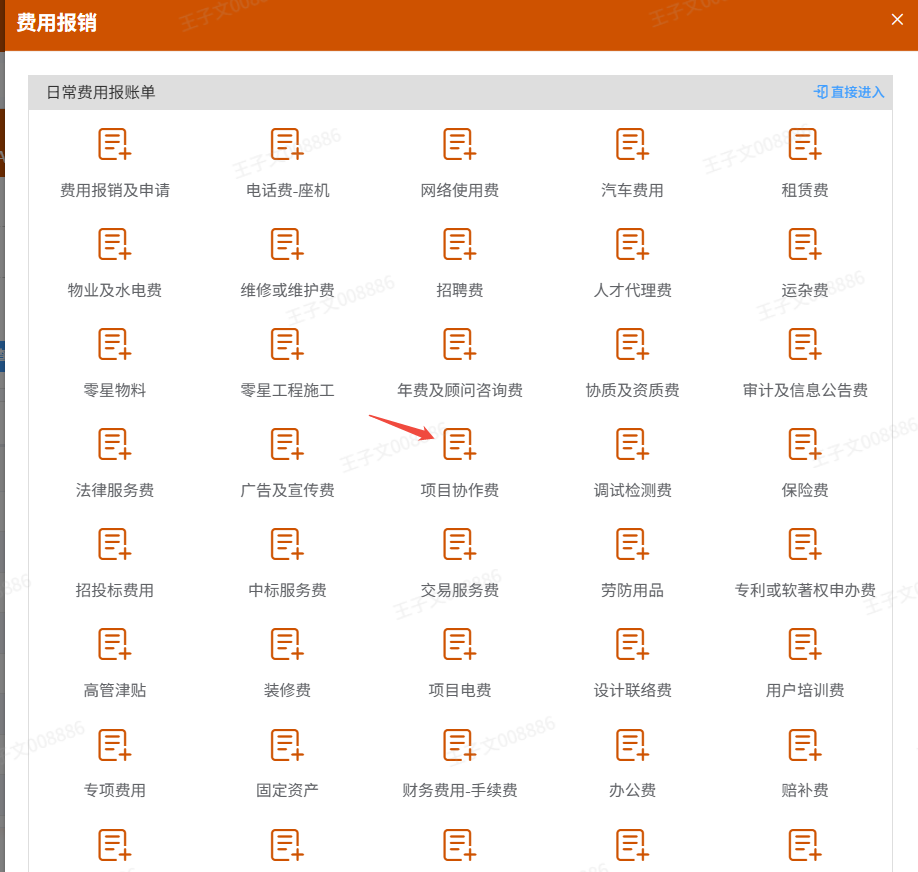 费用报销
日常费用报账单
直接进入
费用报销及申请
电话费-座机
网络使用费
汽车费用
租赁费
物业及水电费
维修或维护费
招聘费
人才代理费
运杂费
零星物料
零星工程施工
年费及顾问咨询费
协质及资质费
审计及信息公告费
法律服务费
广告及宣传费
项目协作费
调试检测费
保险费
招投标费用
中标服务费
交易服务费
劳防用品
专利或软著权申办费
高管津贴
装修费
项目电费
设计联络费
用户培训费
专项费用
固定资产
财务费用-手续费
办公费
赔补费
王子文008886